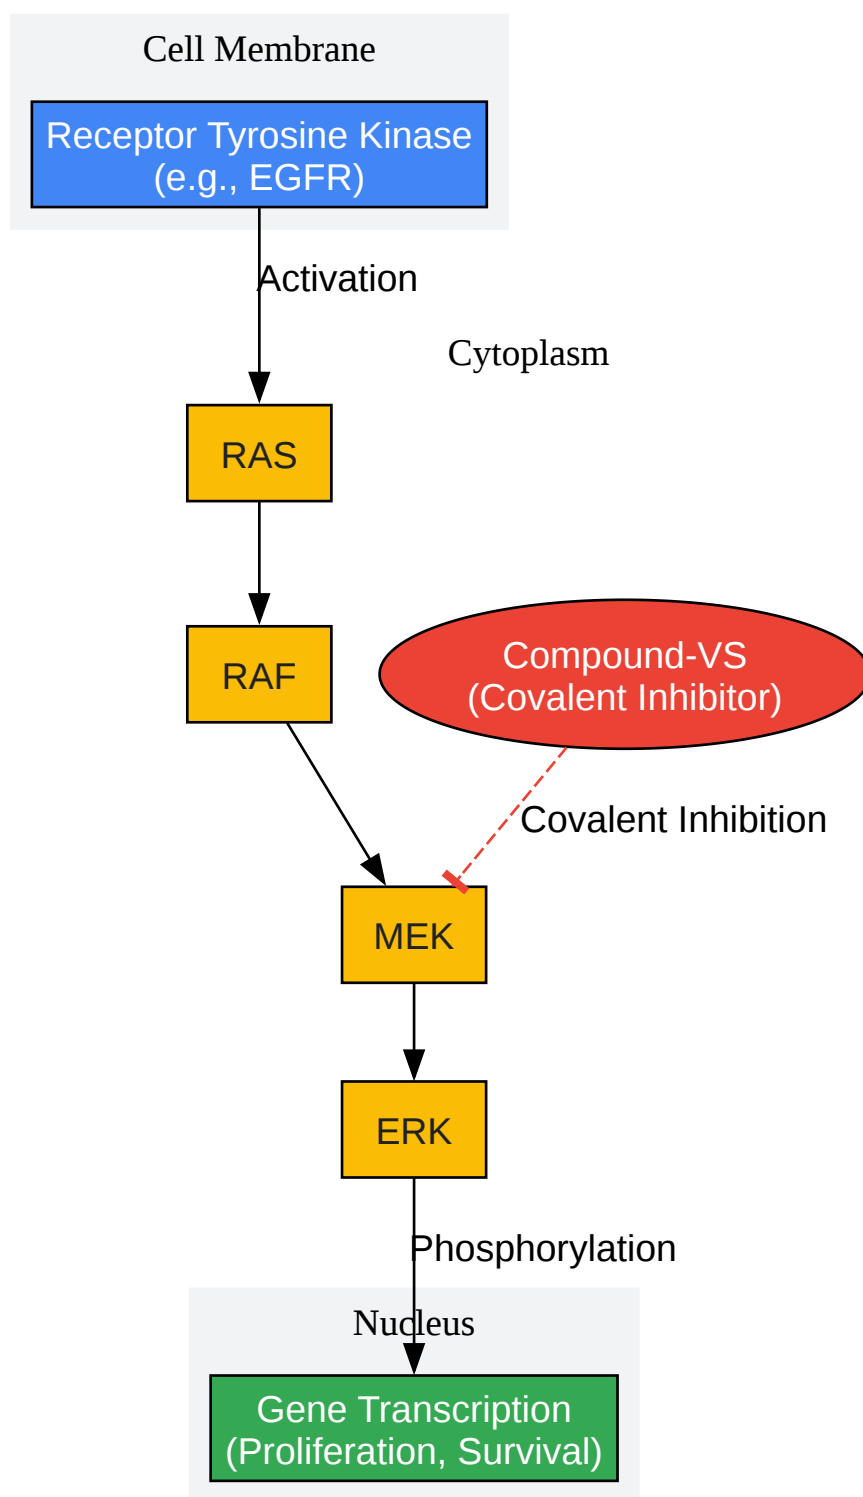 Cell Membrane
Receptor Tyrosine Kinase
(e.g., EGFR)
Activation
Cytoplasm
RAS
RAF
Compound-VS
(Covalent Inhibitor)
Covalent Inhibition
MEK
ERK
Phosphorylation
Nucleus
Gene Transcription
(Proliferation, Survival)